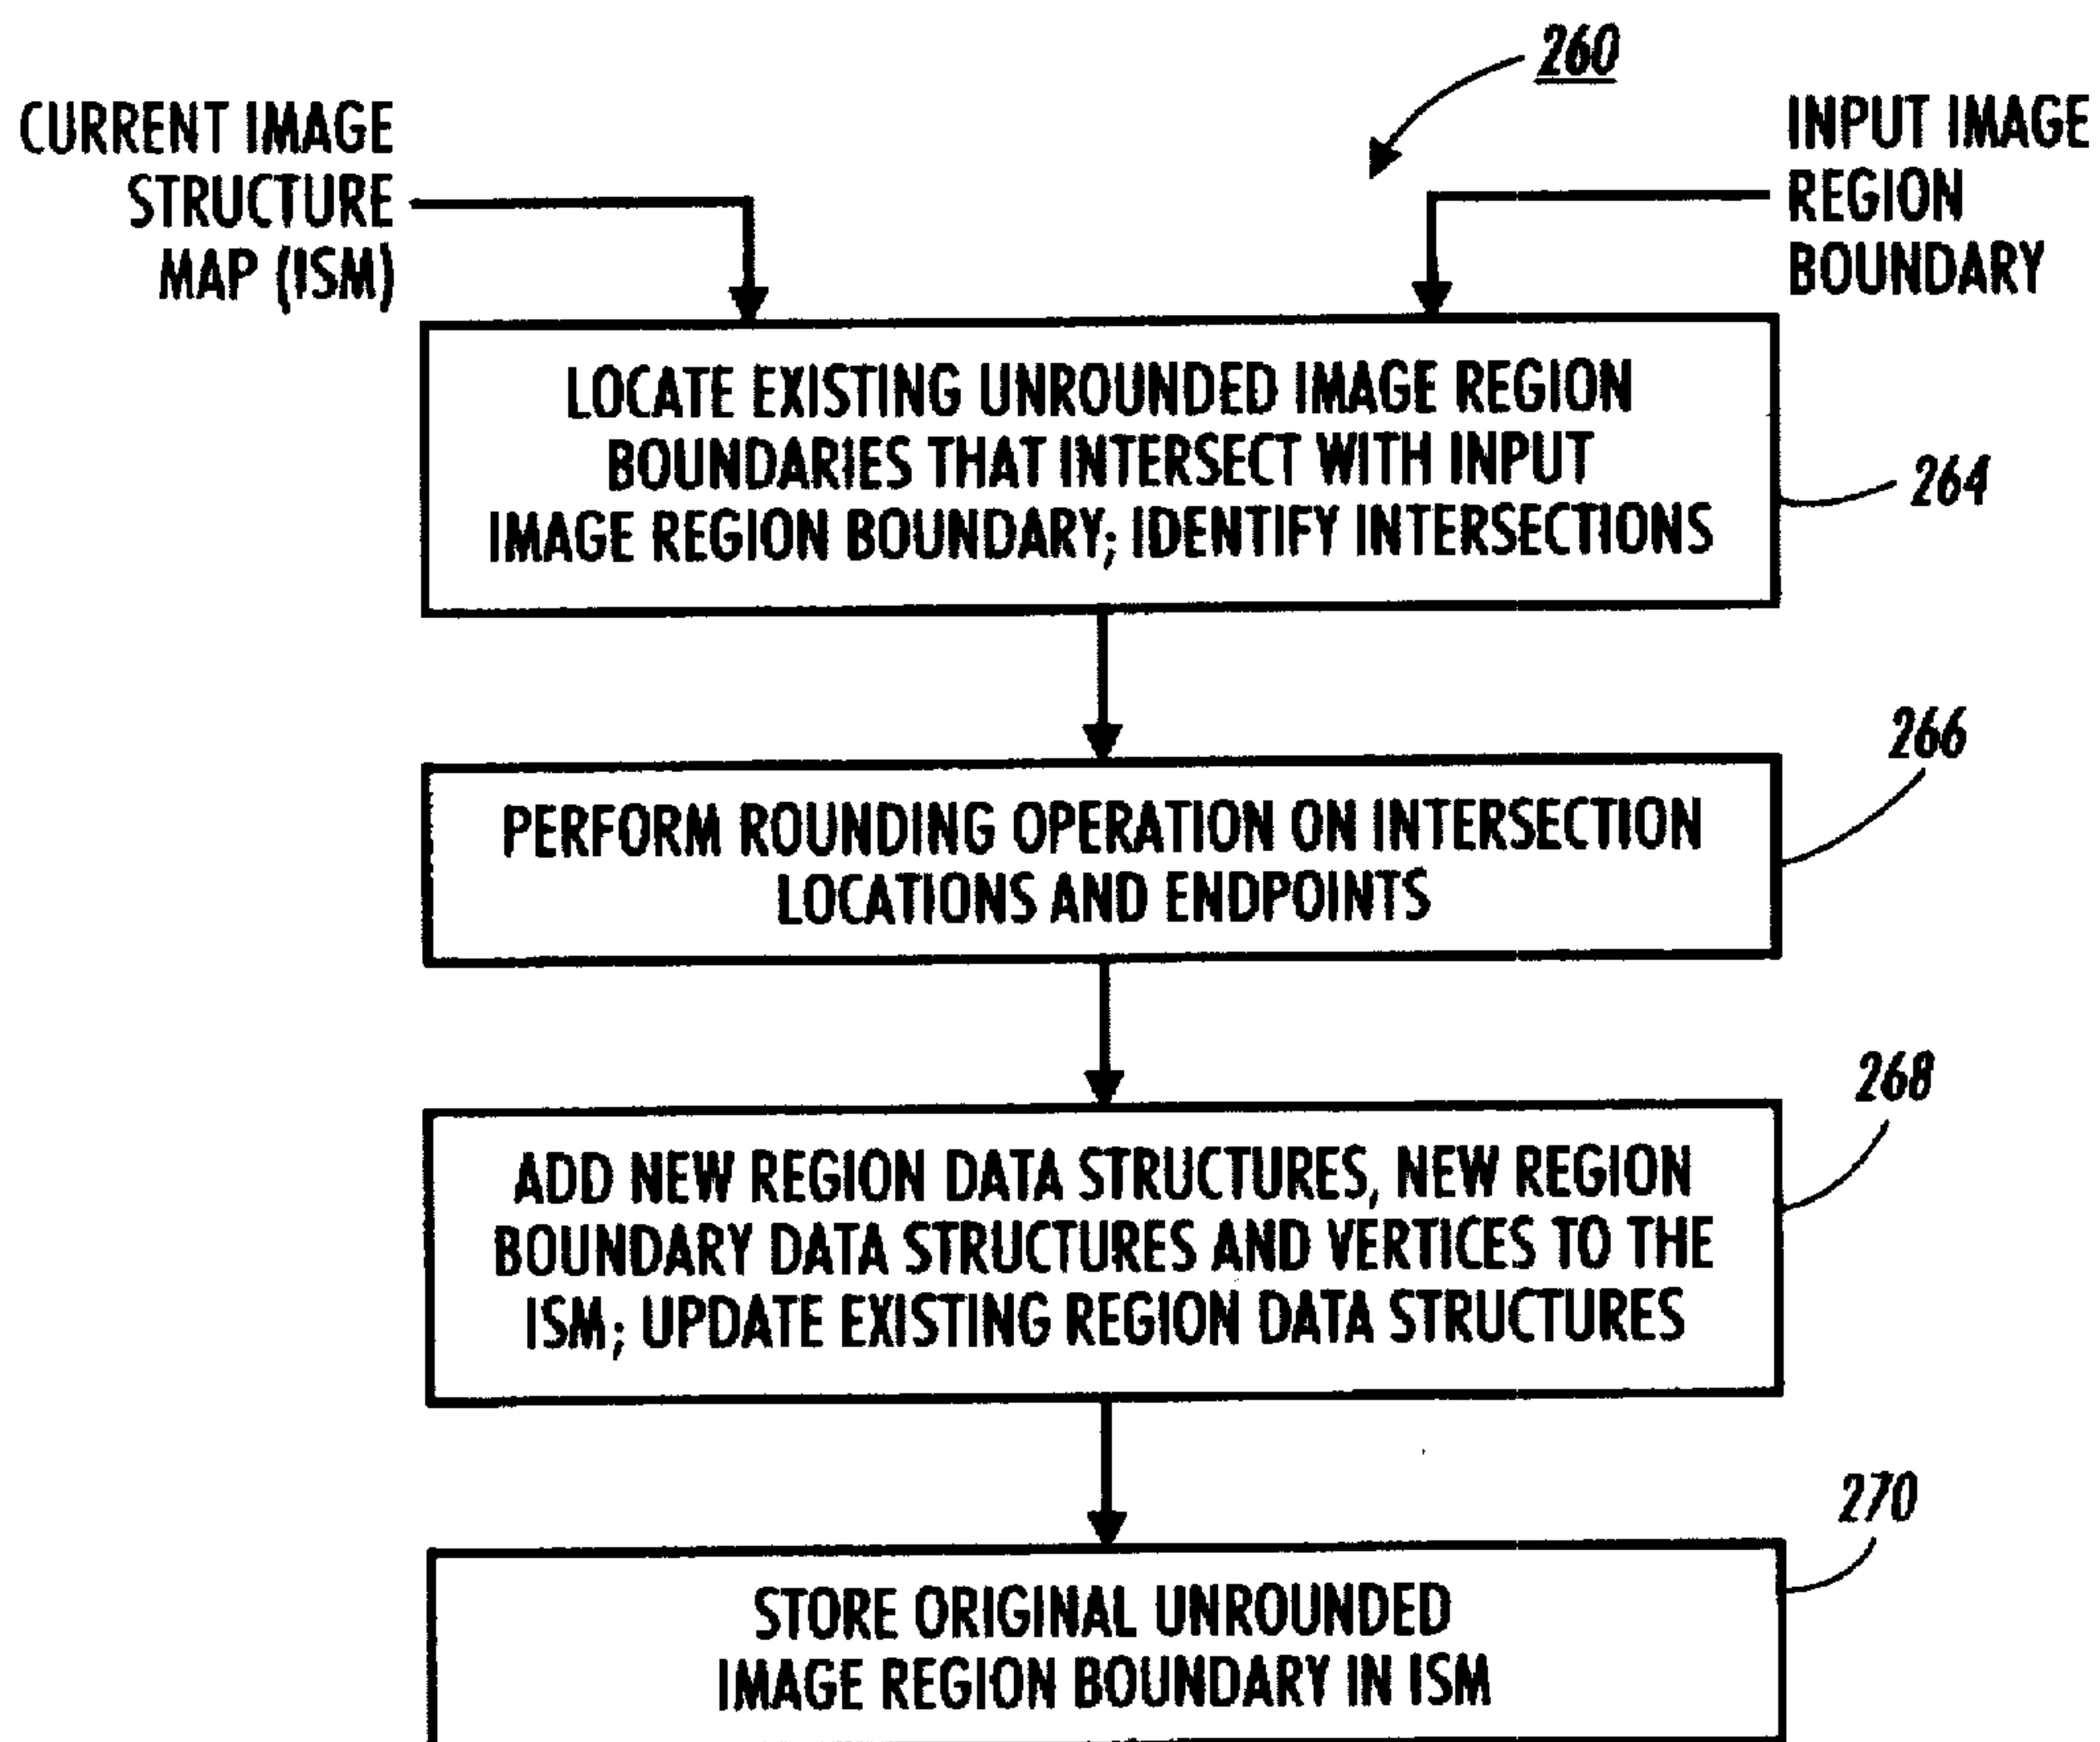 260
CURRENT IMAGE
STRUCTURE
MAP (ISM)
INPUT IMAGE
REGION
BOUNDARY
LOCATE EXISTING UNROUNDED IMAGE REGION
BOUNDARIES THAT INTERSECT WITH INPUT
IMAGE REGION BOUNDARY; IDENTIFY INTERSECTIONS
264
266
PERFORM ROUNDING OPERATION ON INTERSECTION
LOCATIONS AND ENDPOINTS
268
ADD NEW REGION DATA STRUCTURES, NEW REGION
BOUNDARY DATA STRUCTURES AND VERTICES TO THE
ISM; UPDATE EXISTING REGION DATA STRUCTURES
270
STORE ORIGINAL UNROUNDED
IMAGE REGION BOUNDARY IN ISM